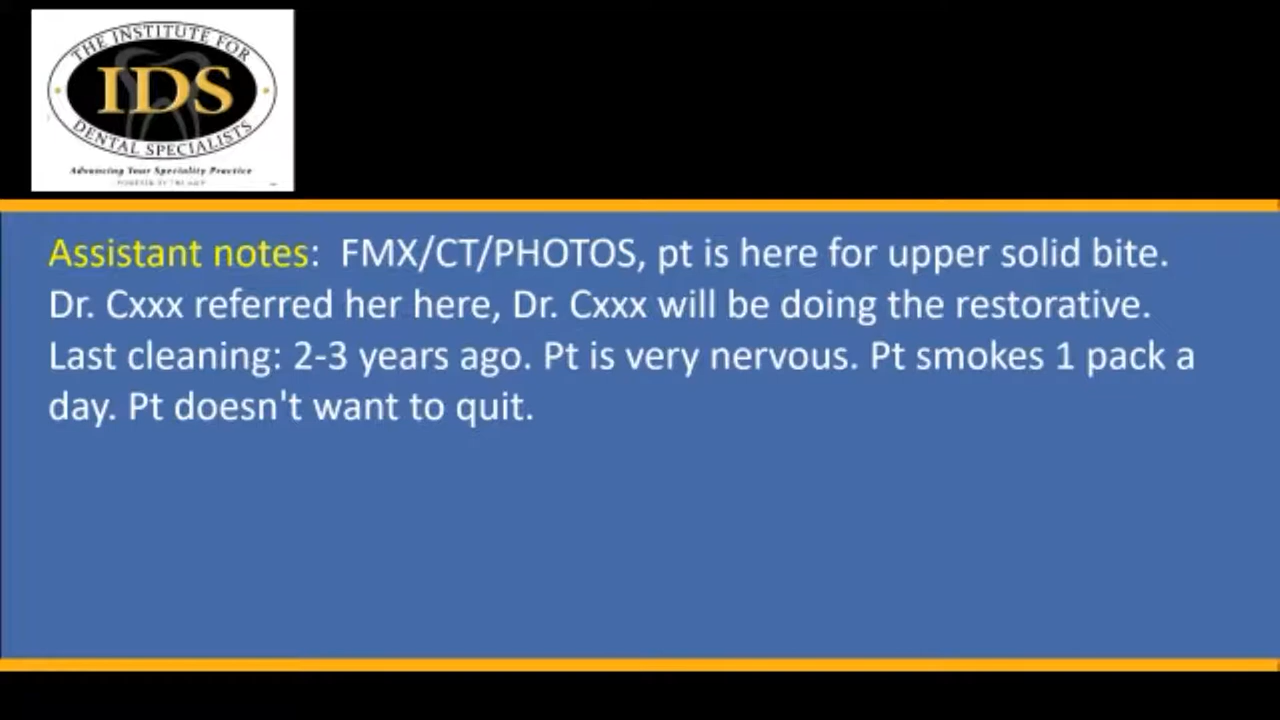 THE INSTITUTE FOR
IDS
DENTAL SPECIALISTS
Advancing Your Speciality Practice
Assistant notes: FMX/CT/PHOTOS, pt is here for upper solid bite.
Dr. Cxxx referred her here, Dr. Cxxx will be doing the restorative.
Last cleaning: 2-3 years ago. Pt is very nervous. Pt smokes 1 pack a
day. Pt doesn't want to quit.